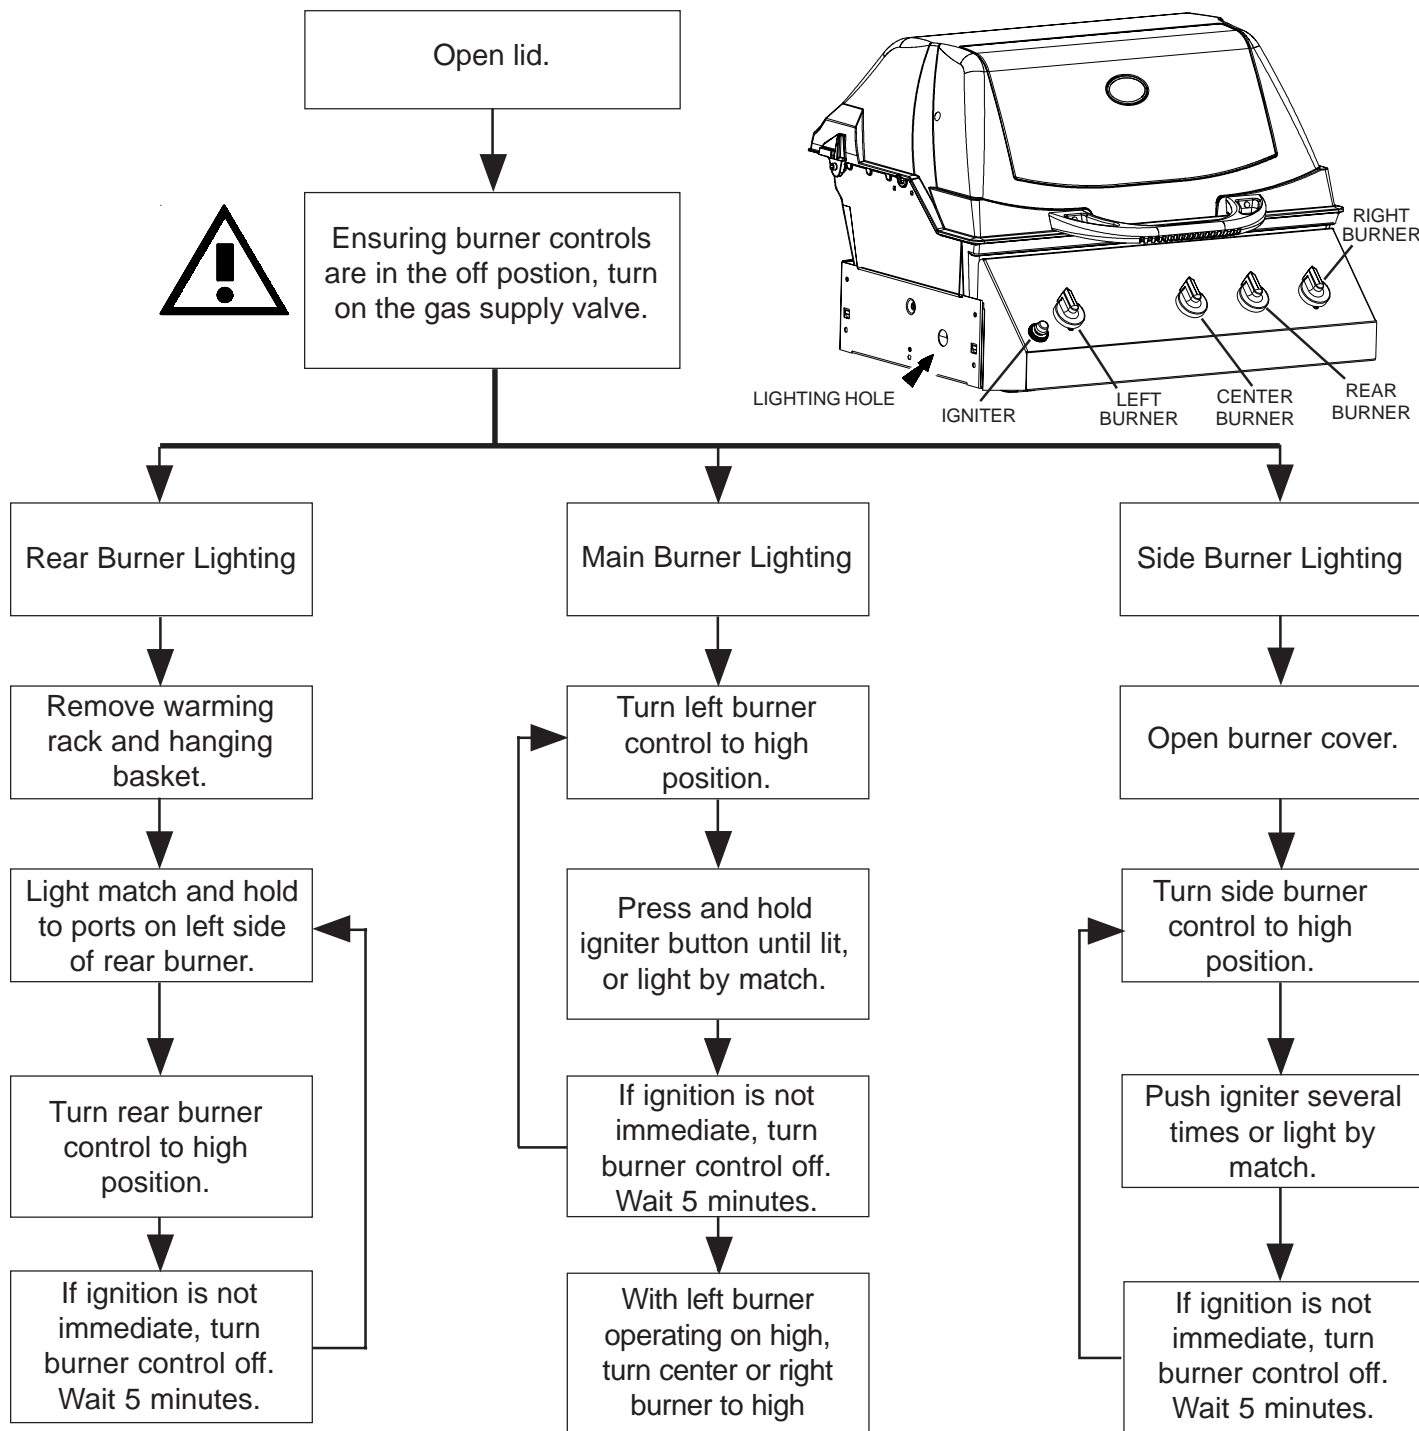 Open lid.
Ensuring burner controls
are in the off postion, turn
on the gas supply valve.
RIGHT
BURNER
LIGHTING HOLE
IGNITER
LEFT
BURNER
CENTER
BURNER
REAR
BURNER
Rear Burner Lighting
Main Burner Lighting
Side Burner Lighting
Remove warming
rack and hanging
basket.
Turn left burner
control to high
position.
Open burner cover.
Light match and hold
to ports on left side
of rear burner.
Press and hold
igniter button until lit,
or light by match.
Turn side burner
control to high
position.
Turn rear burner
control to high
position.
If ignition is not
immediate, turn
burner control off.
Wait 5 minutes.
Push igniter several
times or light by
match.
If ignition is not
immediate, turn
burner control off.
Wait 5 minutes.
With left burner
operating on high,
turn center or right
burner to high
If ignition is not
immediate, turn
burner control off.
Wait 5 minutes.